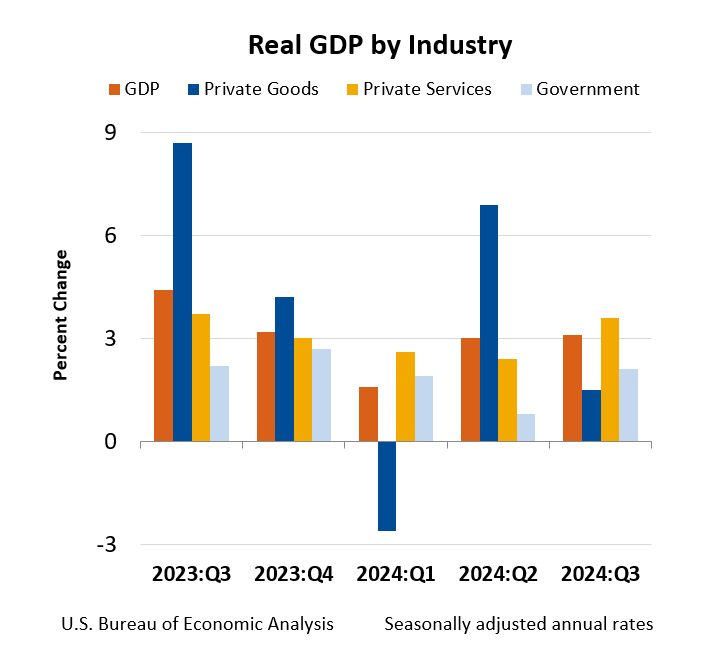 Real GDP by Industry
GDP Private Goods Private Services Government
9
6
3
0
-3
Percent Change
2023:Q3 2023:Q4 2024:Q1 2024:Q2 2024:Q3
U.S. Bureau of Economic Analysis Seasonally adjusted annual rates